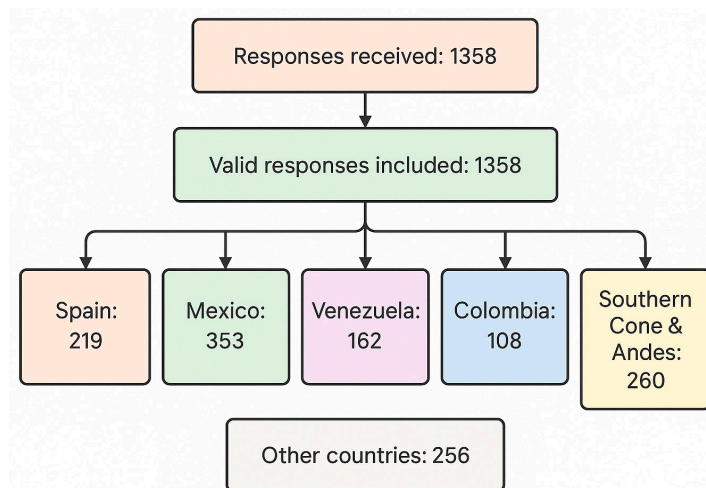 Responses received: 1358
Valid responses included: 1358
Spain:
219
Mexico:
353
Venezuela:
162
Colombia:
108
Southern
Cone &
Andes:
260
Other countries: 256